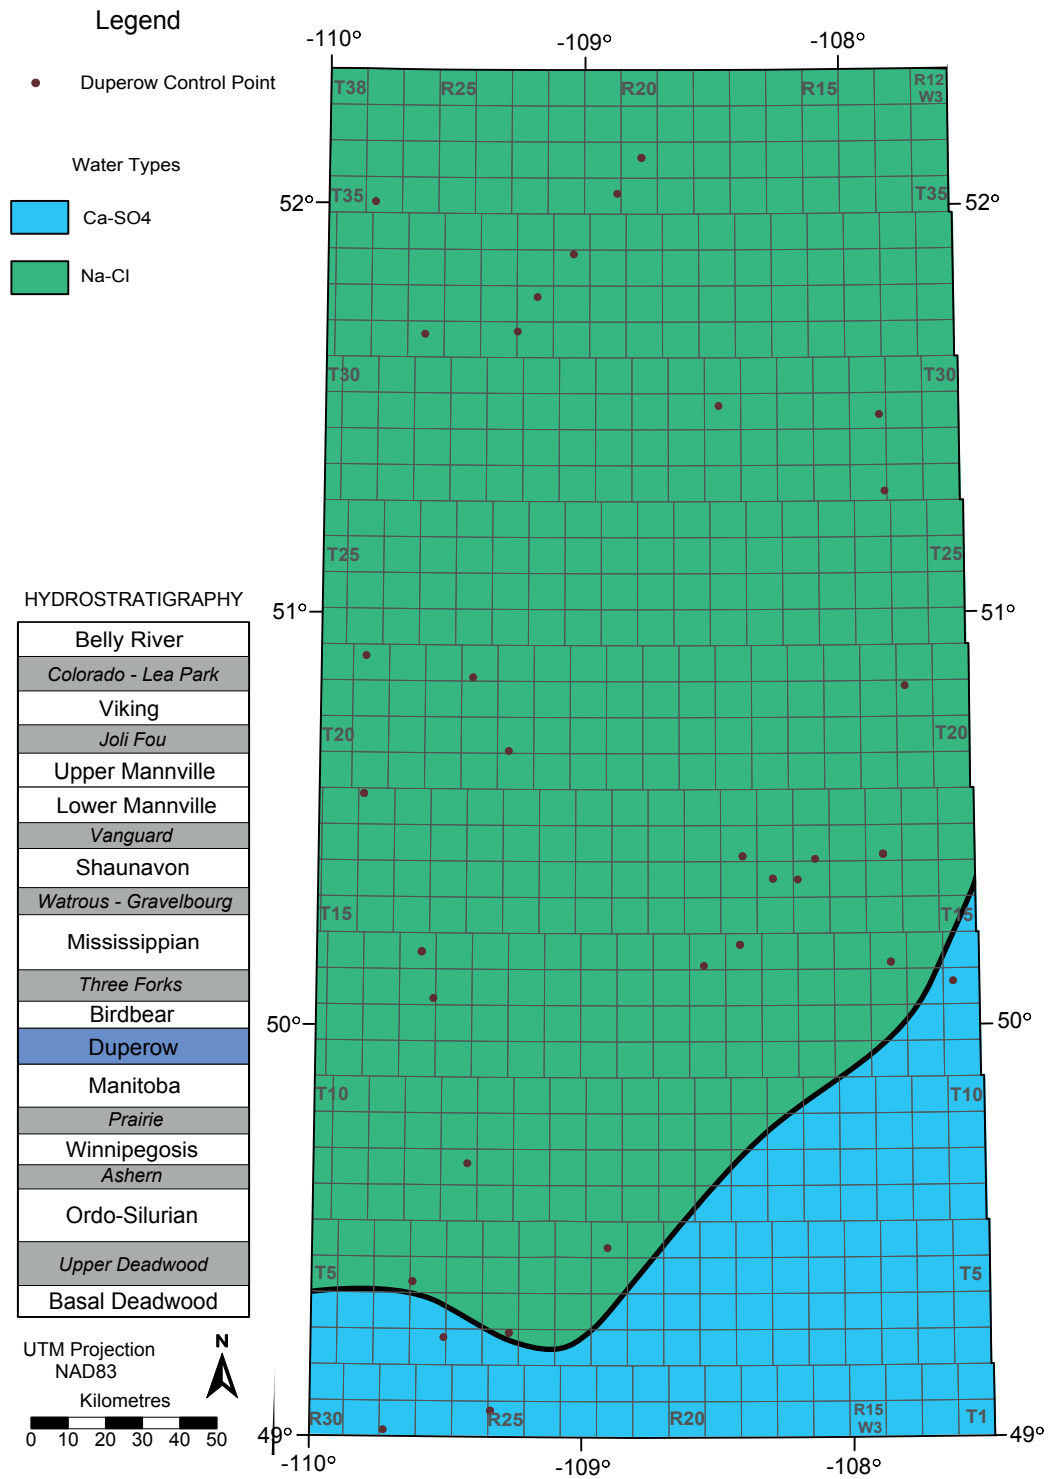 Legend
Duperow Control Point
Water Types
Ca-SO4
Na-Cl
HYDROSTRATIGRAPHY
Belly River
Colorado - Lea Park
Viking
Joli Fou
Upper Mannville
Lower Mannville
Vanguard
Shaunavon
Watrous - Gravelbourg
Mississippian
Three Forks
Birdbear
Duperow
Manitoba
Prairie
Winnipegosis
Ashern
Ordo-Silurian
Upper Deadwood
Basal Deadwood
UTM Projection
NAD83
N
Kilometres
0 10 20 30 40 50
-110° -109° -108°
T38 R25 R20 R15 R12
W3
52° T35 T35 52°
T30 T30
T25 T25
51° 51°
T20 T20
T15 T15
50° 50°
T10 T10
T5 T5
R30 R25 R20 R15 T1
W3
49° 49°
-110° -109° -108°